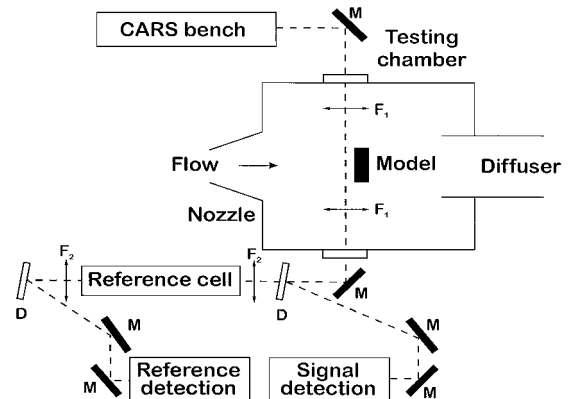 M
CARS bench
Testing
chamber
F1
Flow
Model
Diffuser
F1
Nozzle
F2
F2
Reference cell
D
D
M
M
M
M
Reference
detection
Signal
detection
M